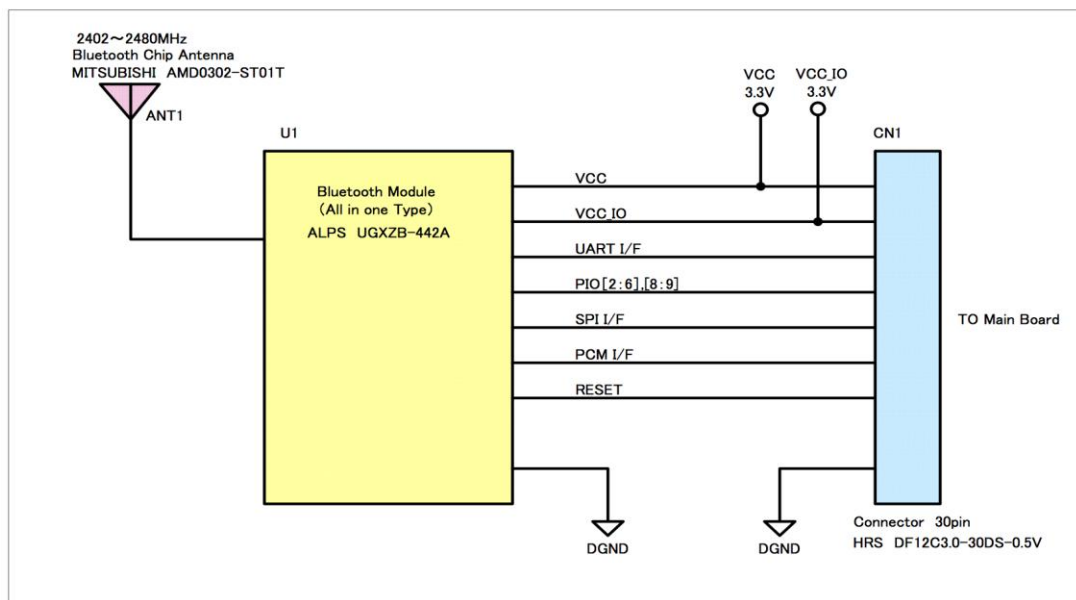 2402～2480MHz
Bluetooth Chip Antenna
MITSUBISHI AMD0302-ST01T
ANT1
U1
Bluetooth Module
(All in one Type)
ALPS UGXZB-442A
VCC
3.3V
VCC_IO
3.3V
CN1
VCC
VCC_IO
UART I/F
PIO[2:6],[8:9]
SPI I/F
PCM I/F
RESET
TO Main Board
DGND
DGND
Connector 30pin
HRS DF12C3.0-30DS-0.5V